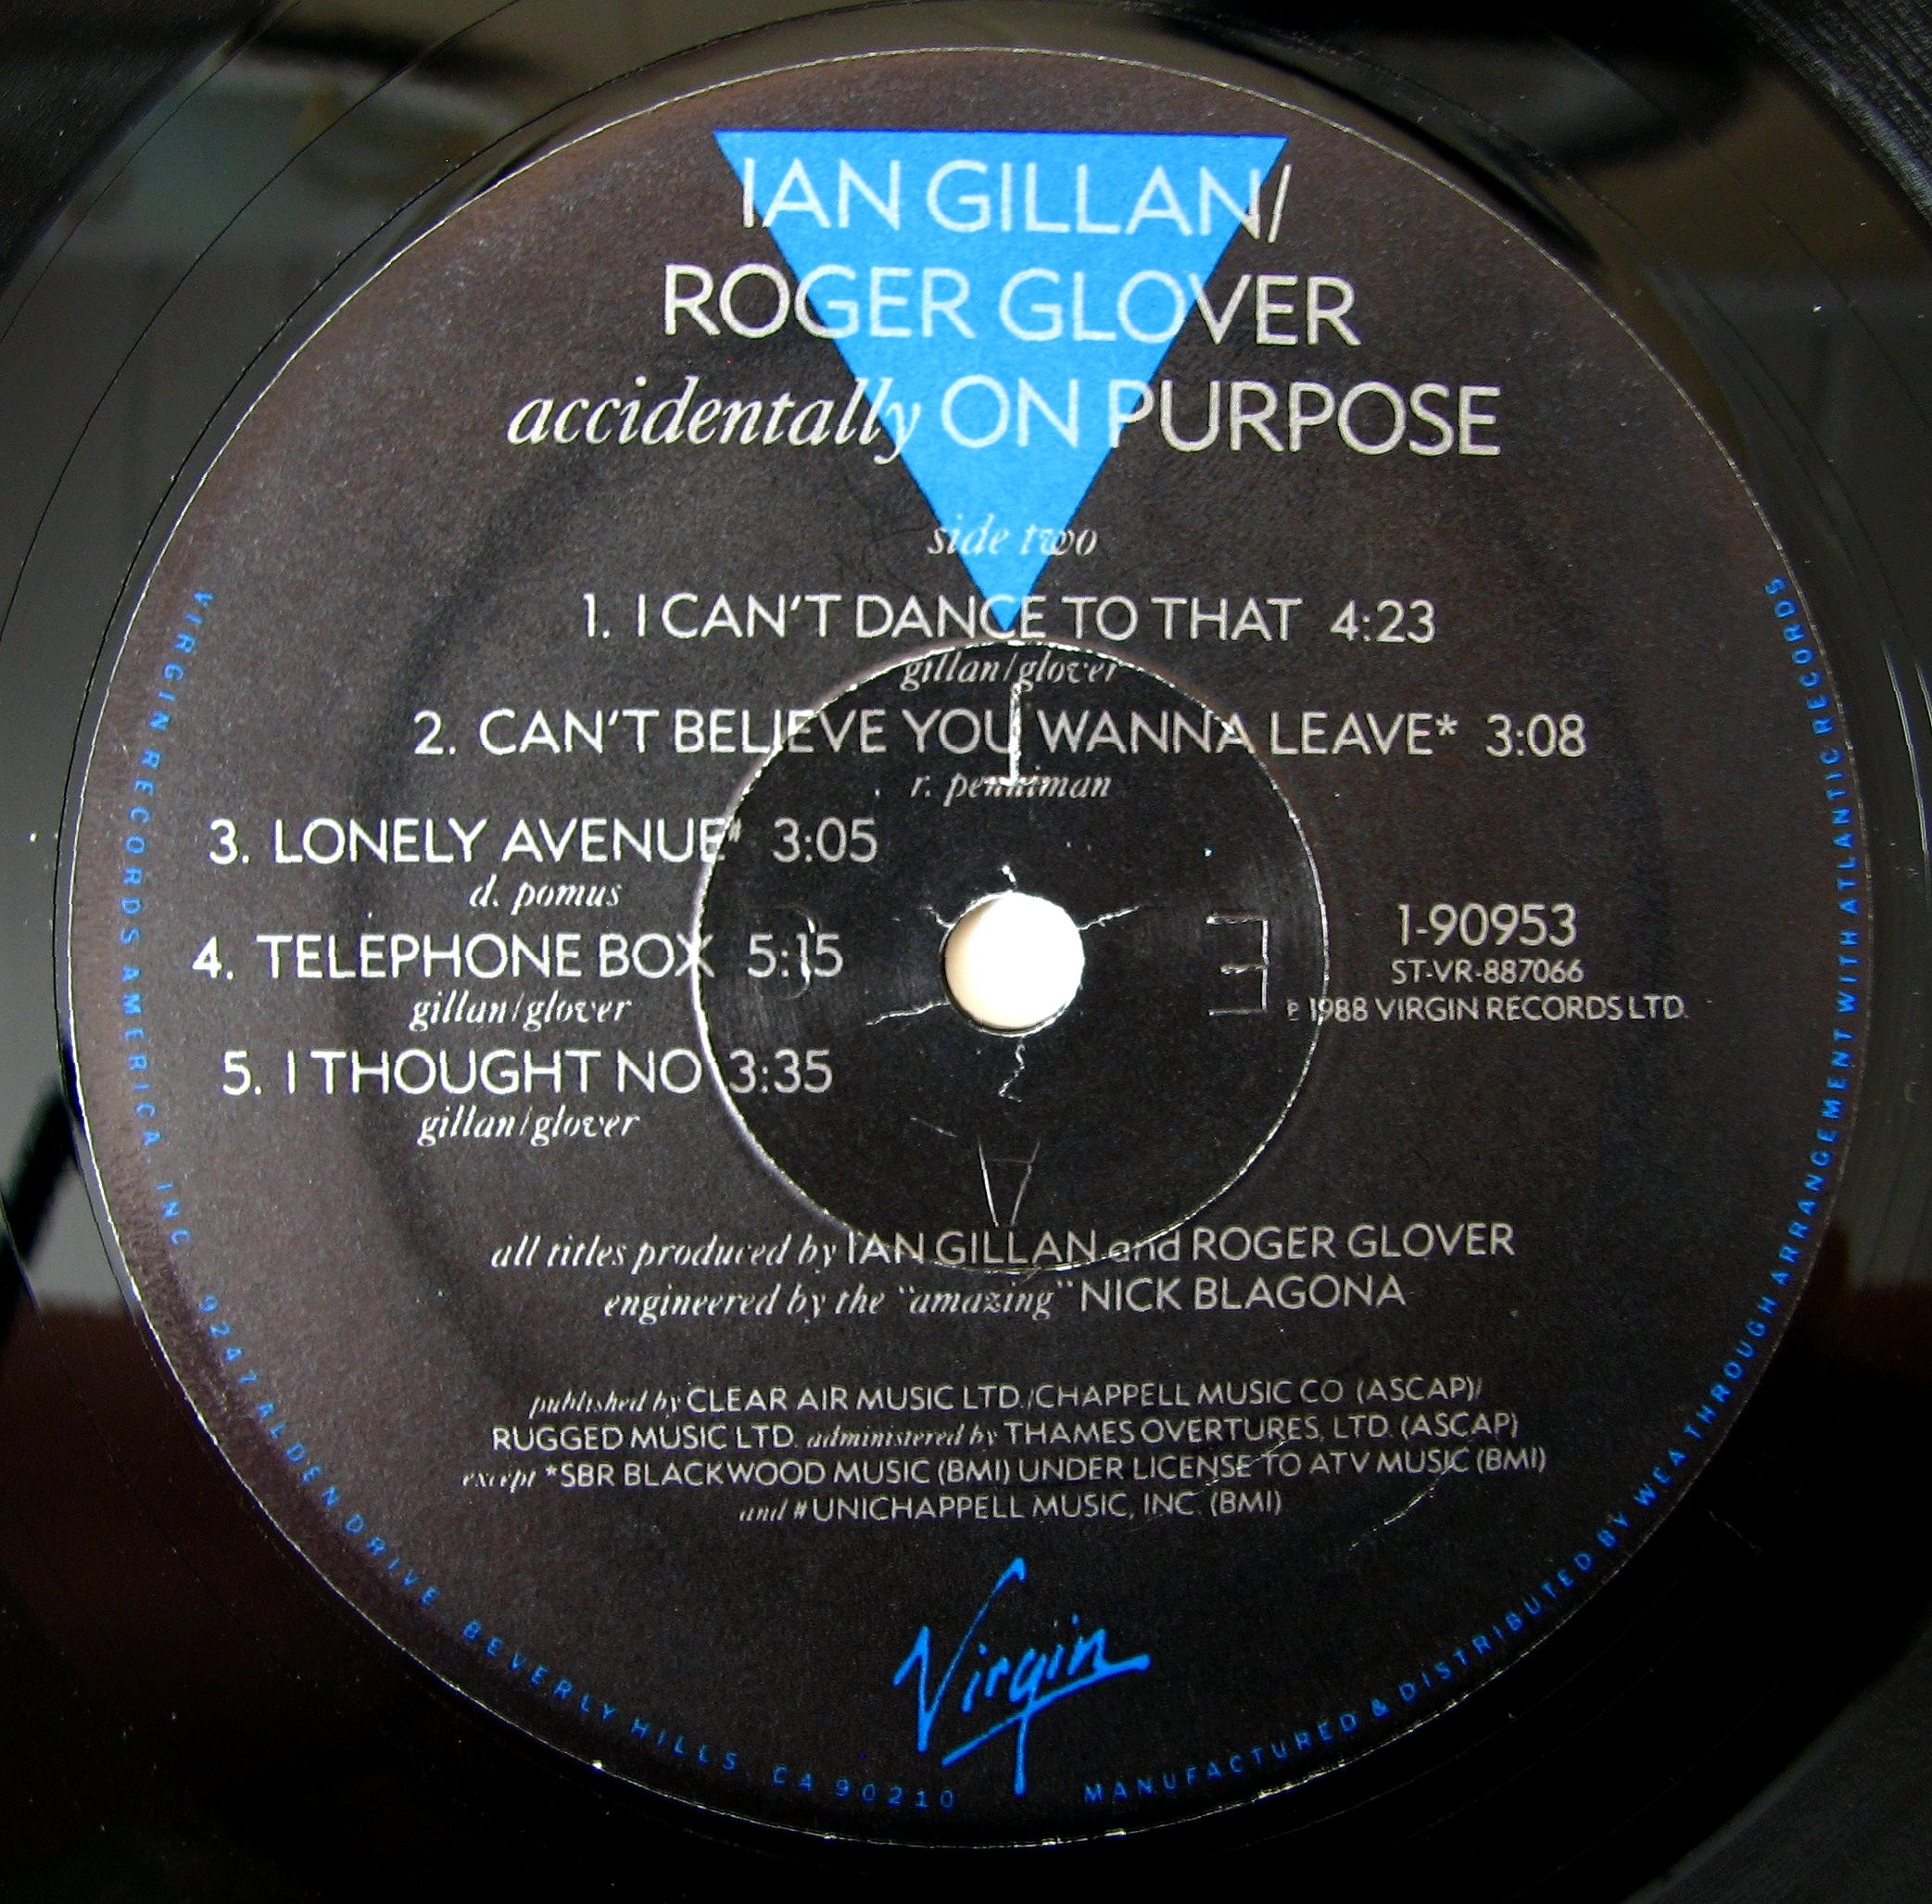 IAN GILLAN/
ROGER GLOVER
accidentally ON PURPOSE
side two
1. I CAN'T DANCE TO THAT 4:23
gillan/glover
2. CAN'T BELIEVE YOU WANNA LEAVE* 3:08
r. penniman
3. LONELY AVENUE# 3:05
d. pomus
4. TELEPHONE BOX 5:15
gillan/glover
5. I THOUGHT NO 3:35
gillan/glover
1-90953
ST-VR-887066
℗ 1988 VIRGIN RECORDS LTD.
all titles produced by IAN GILLAN and ROGER GLOVER
engineered by the "amazing" NICK BLAGONA
published by CLEAR AIR MUSIC LTD./CHAPPELL MUSIC CO (ASCAP)/
RUGGED MUSIC LTD. administered by THAMES OVERTURES, LTD. (ASCAP)
except *SBR BLACKWOOD MUSIC (BMI) UNDER LICENSE TO ATV MUSIC (BMI)
and #UNICHAPPELL MUSIC, INC. (BMI)
Virgin
VIRGIN RECORDS AMERICA, INC. 9247 ALDEN DRIVE BEVERLY HILLS CA 90210
MANUFACTURED & DISTRIBUTED BY WEA THROUGH ARRANGEMENT WITH ATLANTIC RECORDS